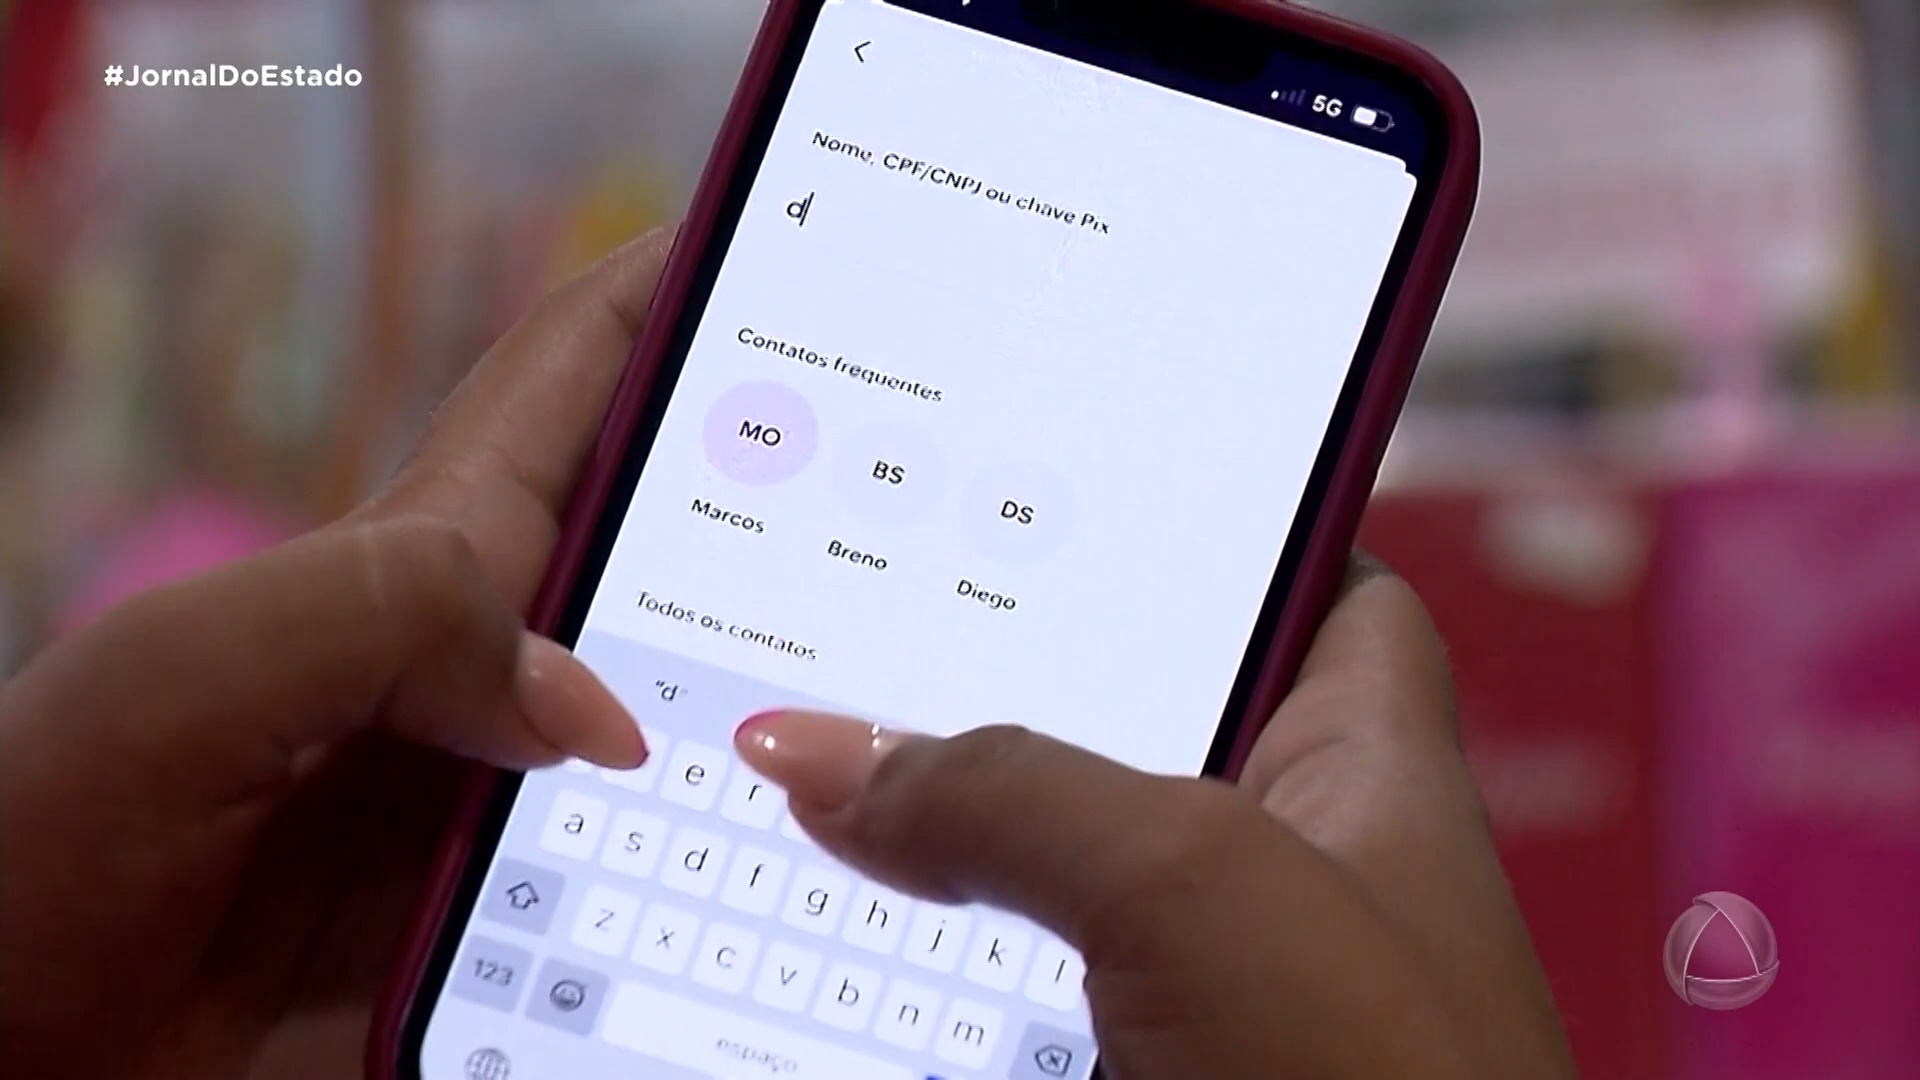 #JornalDoEstado
5G
Nome, CPF/CNPJ ou chave Pix
d
Contatos frequentes
MO BS DS
Marcos Breno Diego
Todos os contatos
"d"
e r
a s d f g h j k l
z x c v b n m
123
espaço